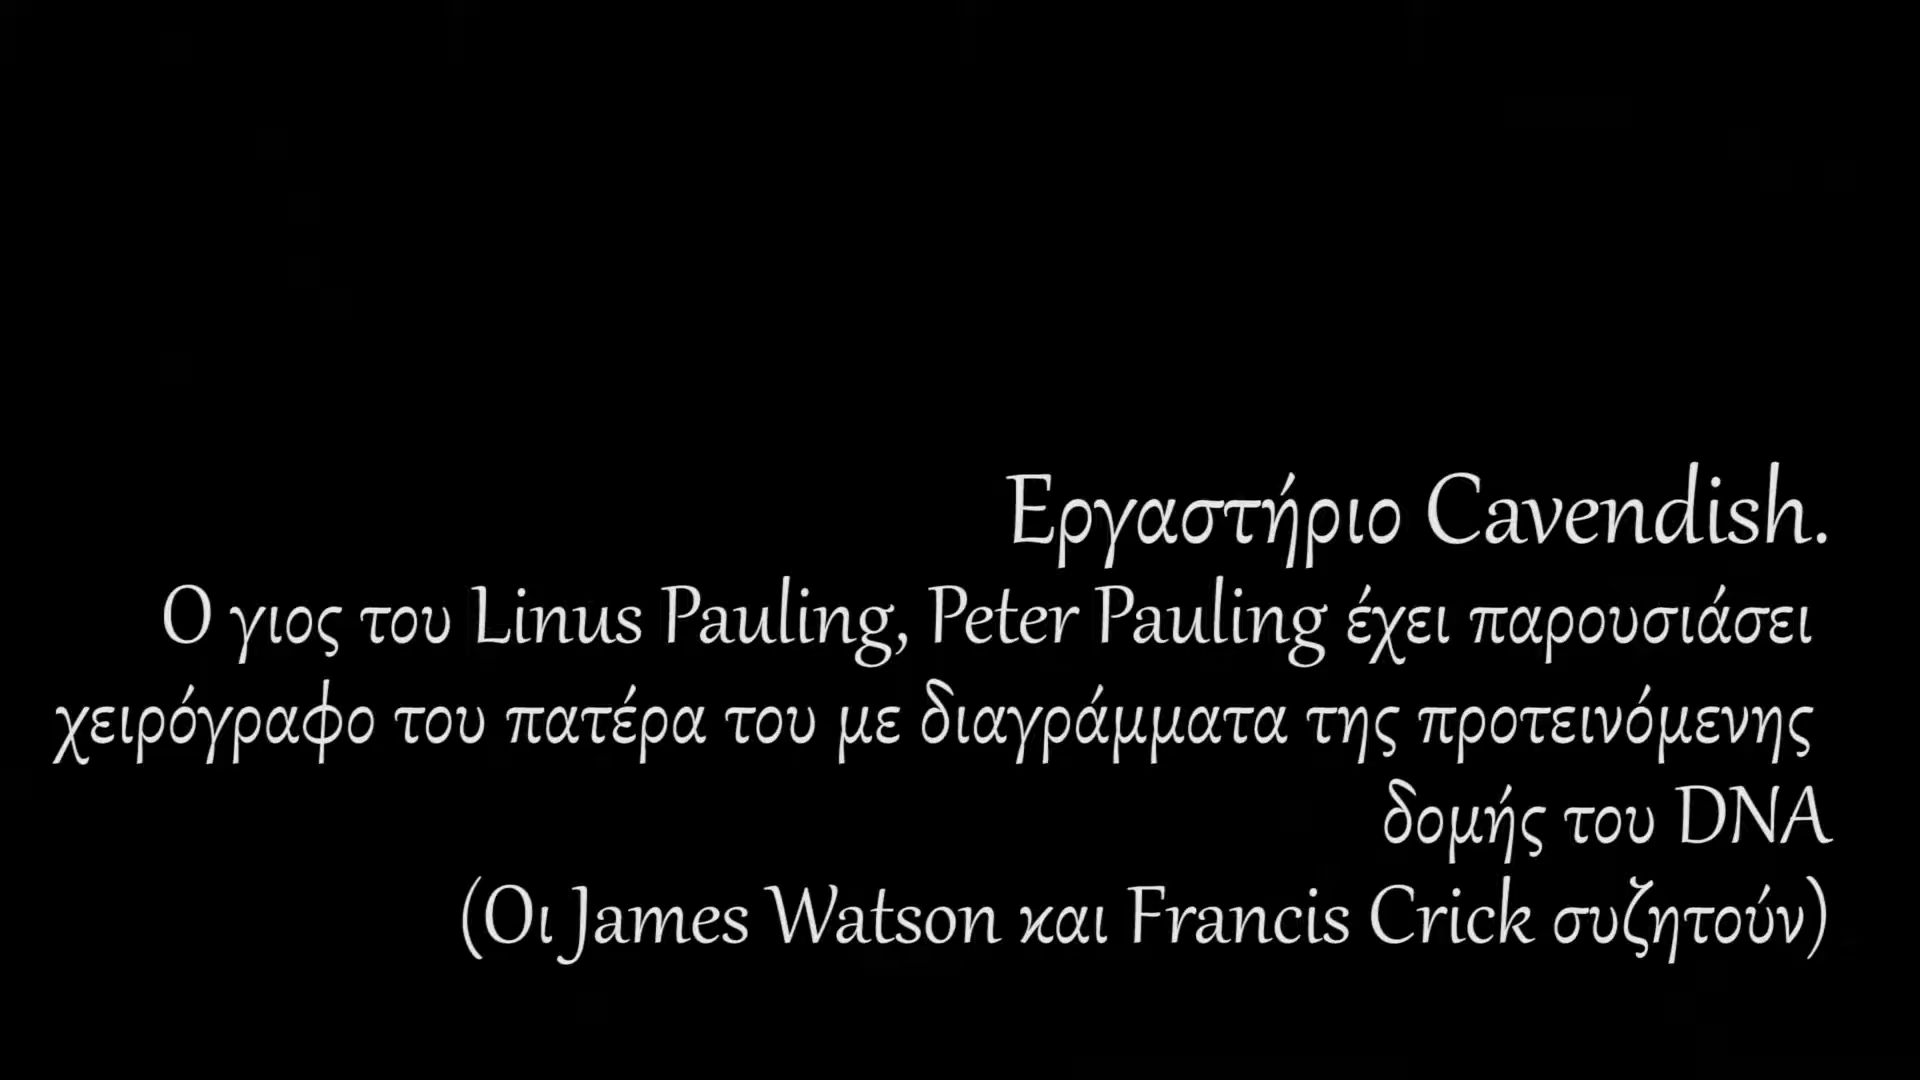 Εργαστήριο Cavendish.
Ο γιος του Linus Pauling, Peter Pauling έχει παρουσιάσει
χειρόγραφο του πατέρα του με διαγράμματα της προτεινόμενης
δομής του DNA
(Οι James Watson και Francis Crick συζητούν)